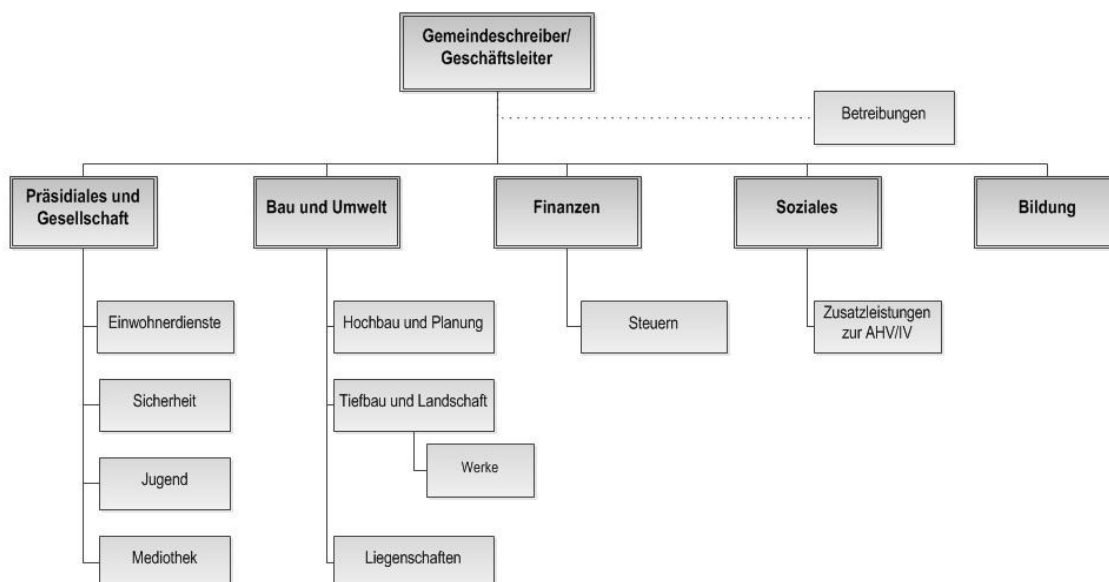 Gemeindeschreiber/
Geschäftsleiter
Betreibungen
Präsidiales und
Gesellschaft
Bau und Umwelt
Finanzen
Soziales
Bildung
Einwohnerdienste
Hochbau und Planung
Steuern
Zusatzleistungen
zur AHV/IV
Sicherheit
Tiefbau und Landschaft
Jugend
Werke
Mediothek
Liegenschaften